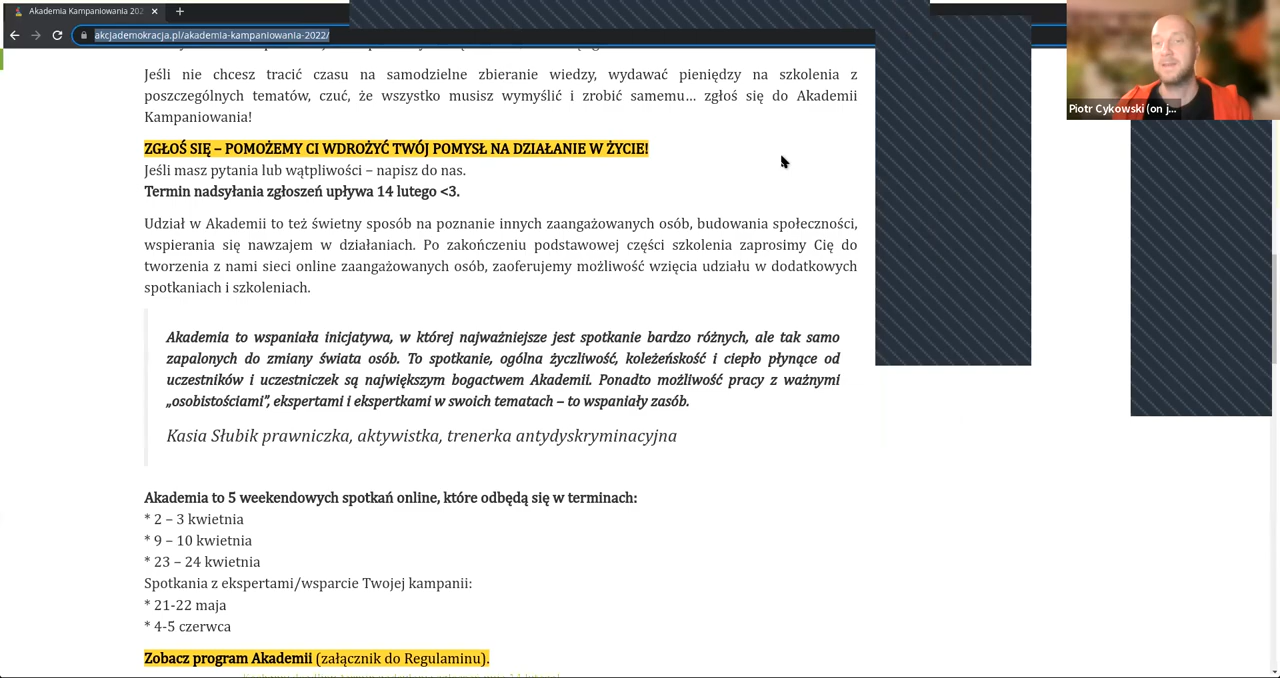 Akademia Kampaniowania 202
akcjademokracja.pl/akademia-kampaniowania-2022/
Piotr Cykowski (on j...
Jeśli nie chcesz tracić czasu na samodzielne zbieranie wiedzy, wydawać pieniędzy na szkolenia z
poszczególnych tematów, czuć, że wszystko musisz wymyślić i zrobić samemu… zgłoś się do Akademii
Kampaniowania!
ZGŁOŚ SIĘ – POMOŻEMY CI WDROŻYĆ TWÓJ POMYSŁ NA DZIAŁANIE W ŻYCIE!
Jeśli masz pytania lub wątpliwości – napisz do nas.
Termin nadsyłania zgłoszeń upływa 14 lutego <3.
Udział w Akademii to też świetny sposób na poznanie innych zaangażowanych osób, budowania społeczności,
wspierania się nawzajem w działaniach. Po zakończeniu podstawowej części szkolenia zaprosimy Cię do
tworzenia z nami sieci online zaangażowanych osób, zaoferujemy możliwość wzięcia udziału w dodatkowych
spotkaniach i szkoleniach.
Akademia to wspaniała inicjatywa, w której najważniejsze jest spotkanie bardzo różnych, ale tak samo
zapalonych do zmiany świata osób. To spotkanie, ogólna życzliwość, koleżeńskość i ciepło płynące od
uczestników i uczestniczek są największym bogactwem Akademii. Ponadto możliwość pracy z ważnymi
„osobistościami”, ekspertami i ekspertkami w swoich tematach – to wspaniały zasób.
Kasia Słubik prawniczka, aktywistka, trenerka antydyskryminacyjna
Akademia to 5 weekendowych spotkań online, które odbędą się w terminach:
* 2 – 3 kwietnia
* 9 – 10 kwietnia
* 23 – 24 kwietnia
Spotkania z ekspertami/wsparcie Twojej kampanii:
* 21-22 maja
* 4-5 czerwca
Zobacz program Akademii (załącznik do Regulaminu).